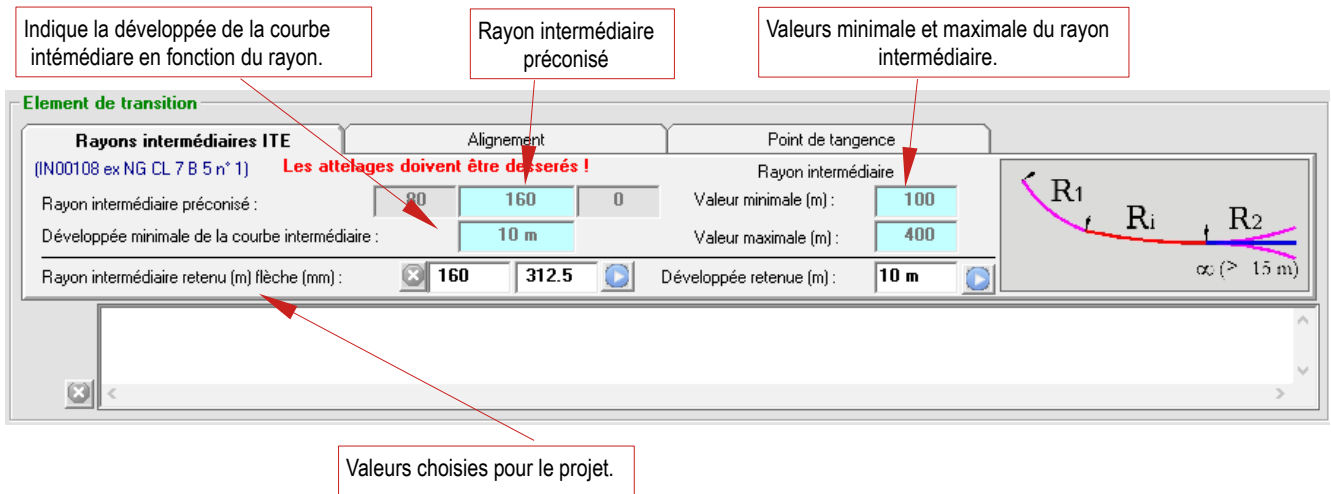 Indique la développée de la courbe
intémédiare en fonction du rayon.
Rayon intermédiaire
préconisé
Valeurs minimale et maximale du rayon
intermédiaire.
Element de transition
Rayons intermédiaires ITE
Alignement
Point de tangence
(IN00108 ex NG CL 7 B 5 n° 1) Les attelages doivent être desserés !
Rayon intermédiaire
Rayon intermédiaire préconisé : 80 160 0
Valeur minimale (m) : 100
Développée minimale de la courbe intermédiaire : 10 m
Valeur maximale (m) : 400
Rayon intermédiaire retenu (m) flèche (mm) : 160 312.5
Développée retenue (m) : 10 m
R1
Ri
R2
∞ (> 15 m)
Valeurs choisies pour le projet.